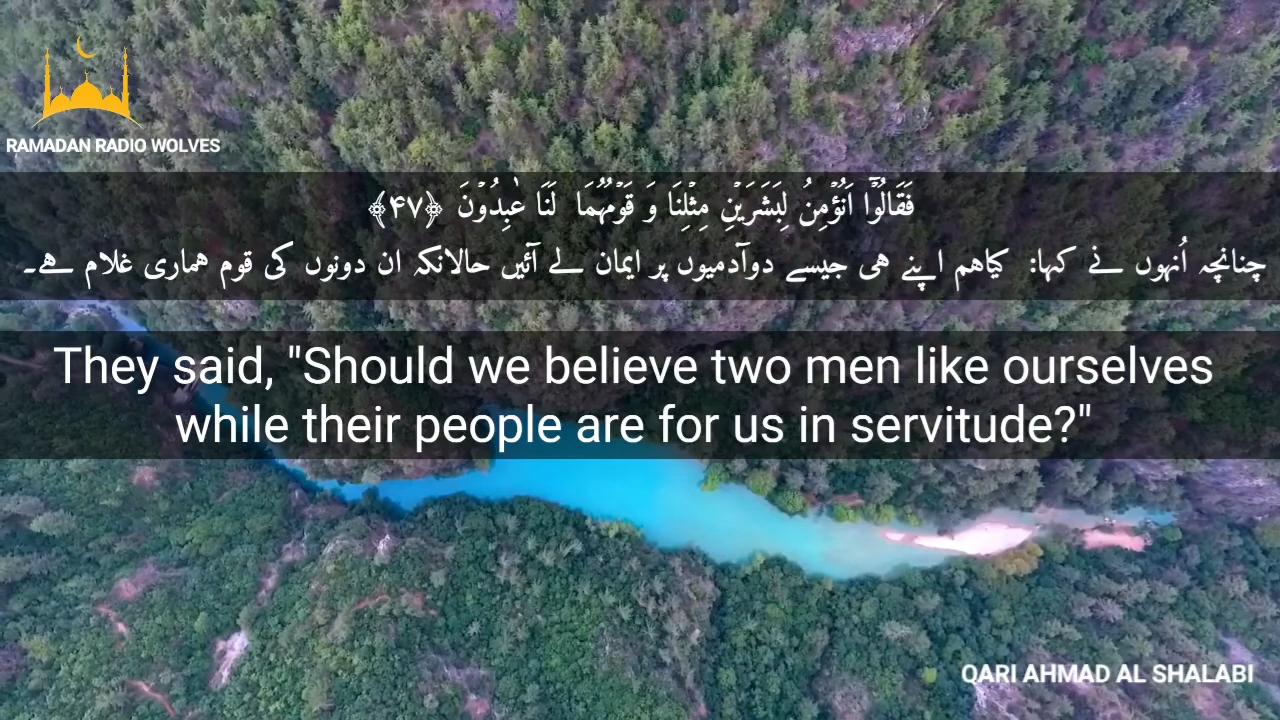 RAMADAN RADIO WOLVES
فَقَالُوۡۤا اَنُؤۡمِنُ لِبَشَرَيۡنِ مِثۡلِنَا وَ قَوۡمُہُمَا لَنَا عٰبِدُوۡنَ ﴿۴۷﴾
چنانچہ اُنہوں نے کہا: کیاہم اپنے ہی جیسے دوآدمیوں پر ایمان لے آئیں حالانکہ ان دونوں کی قوم ہماری غلام ہے۔
They said, "Should we believe two men like ourselves
while their people are for us in servitude?"
QARI AHMAD AL SHALABI